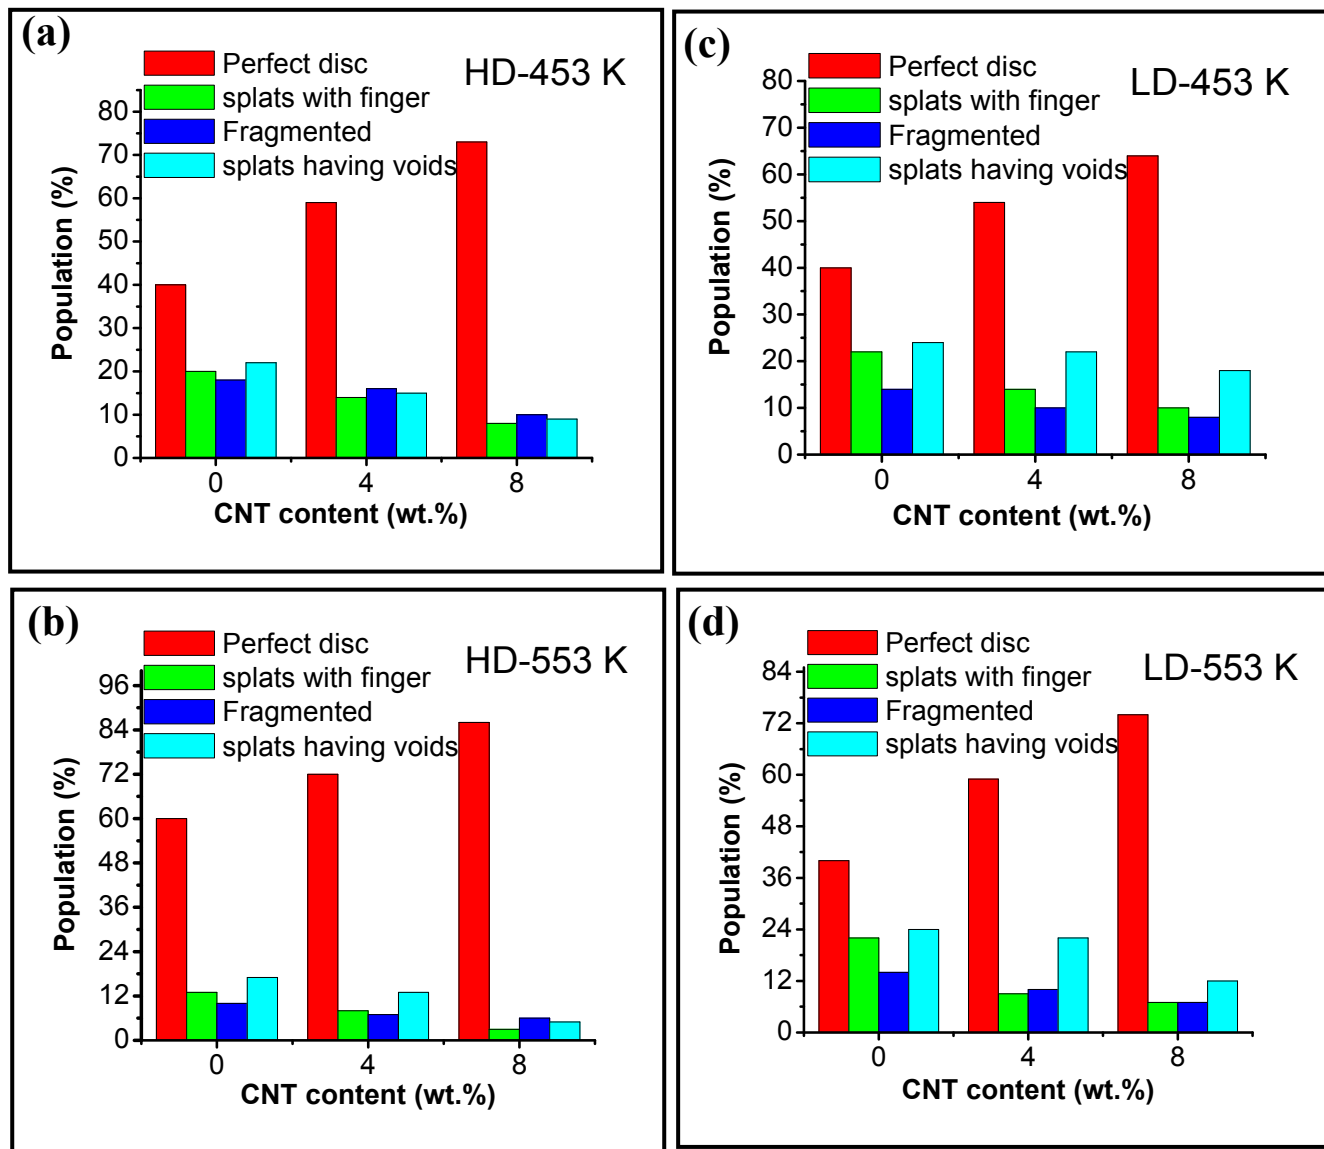 (a)
HD-453 K
Perfect disc
splats with finger
Fragmented
splats having voids
Population (%)
80
70
60
50
40
30
20
10
0
0 4 8
CNT content (wt.%)
(c)
LD-453 K
Perfect disc
splats with finger
Fragmented
splats having voids
Population (%)
80
70
60
50
40
30
20
10
0
0 4 8
CNT content (wt.%)
(b)
HD-553 K
Perfect disc
splats with finger
Fragmented
splats having voids
Population (%)
96
84
72
60
48
36
24
12
0
0 4 8
CNT content (wt.%)
(d)
LD-553 K
Perfect disc
splats with finger
Fragmented
splats having voids
Population (%)
84
72
60
48
36
24
12
0
0 4 8
CNT content (wt.%)